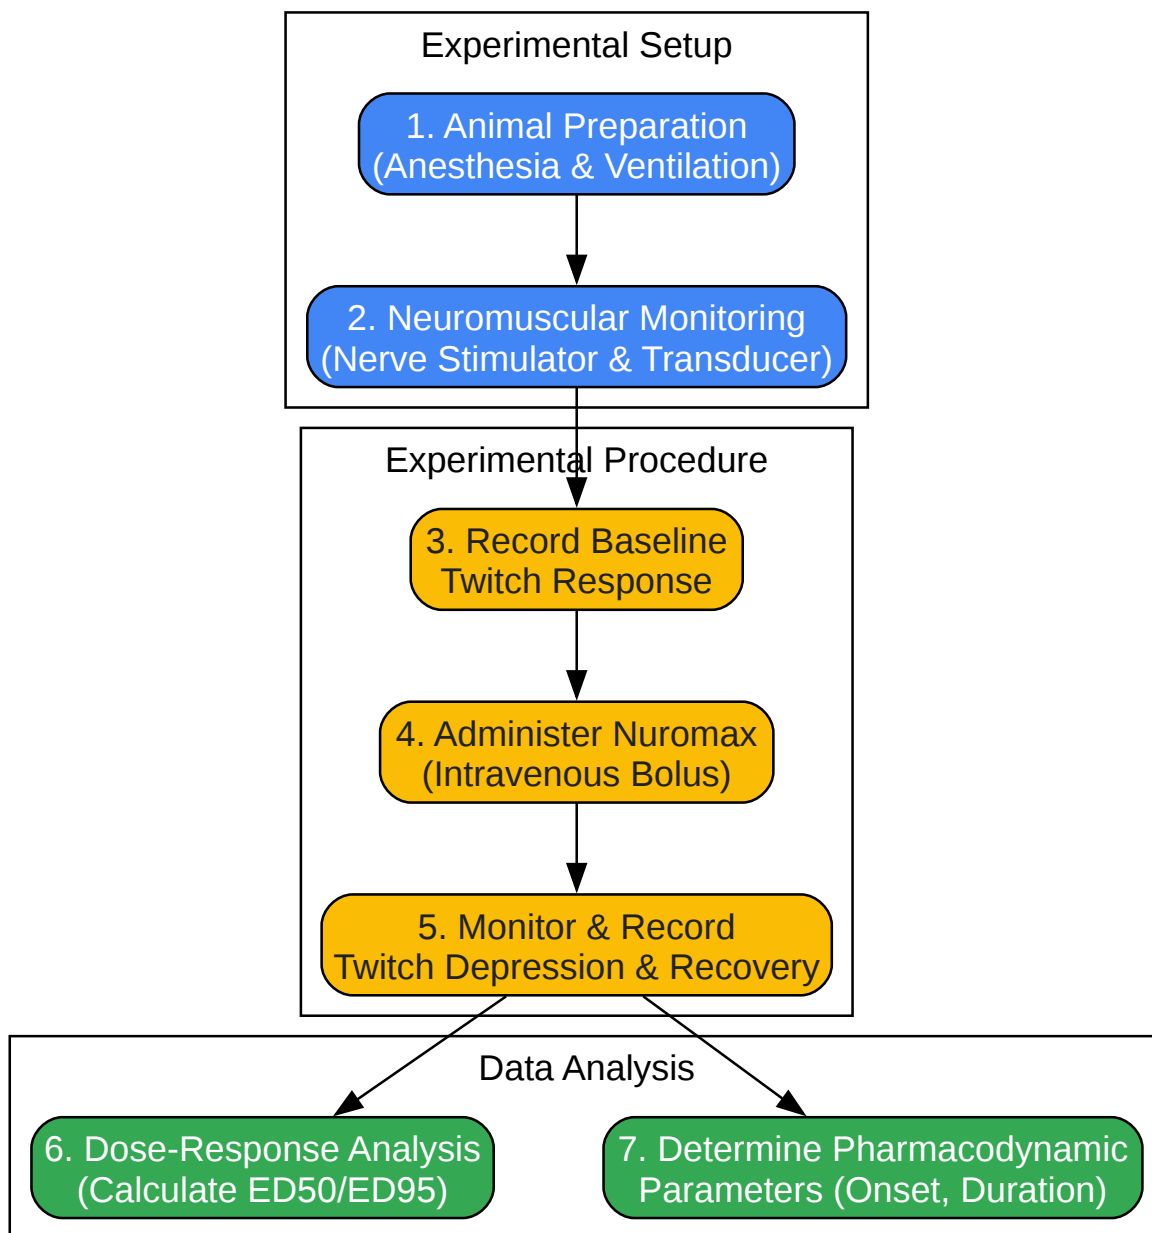 Experimental Setup
1. Animal Preparation
(Anesthesia & Ventilation)
2. Neuromuscular Monitoring
(Nerve Stimulator & Transducer)
Experimental Procedure
3. Record Baseline
Twitch Response
4. Administer Nuromax
(Intravenous Bolus)
5. Monitor & Record
Twitch Depression & Recovery
Data Analysis
6. Dose-Response Analysis
(Calculate ED50/ED95)
7. Determine Pharmacodynamic
Parameters (Onset, Duration)